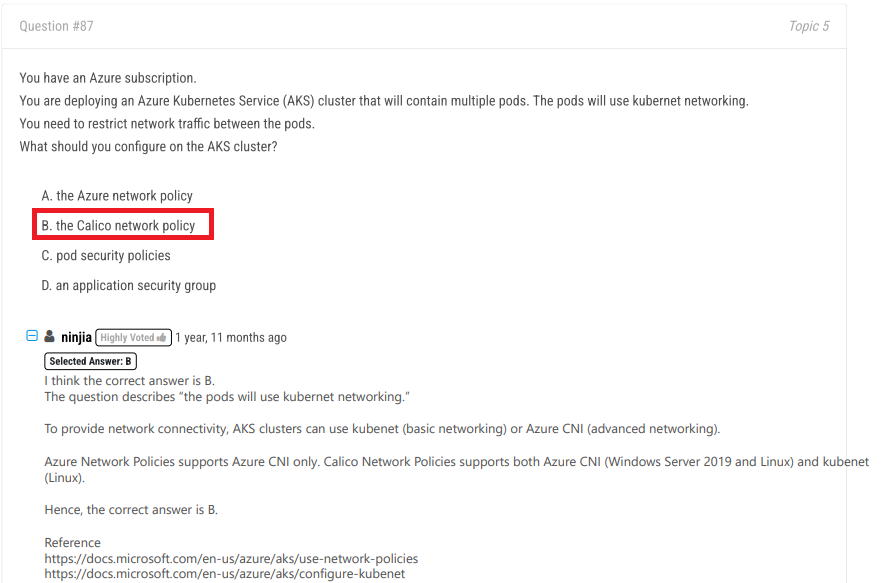 Question #87
Topic 5
You have an Azure subscription.
You are deploying an Azure Kubernetes Service (AKS) cluster that will contain multiple pods. The pods will use kubernet networking.
You need to restrict network traffic between the pods.
What should you configure on the AKS cluster?
A. the Azure network policy
B. the Calico network policy
C. pod security policies
D. an application security group
ninjia Highly Voted 1 year, 11 months ago
Selected Answer: B
I think the correct answer is B.
The question describes "the pods will use kubernet networking."
To provide network connectivity, AKS clusters can use kubenet (basic networking) or Azure CNI (advanced networking).
Azure Network Policies supports Azure CNI only. Calico Network Policies supports both Azure CNI (Windows Server 2019 and Linux) and kubenet
(Linux).
Hence, the correct answer is B.
Reference
https://docs.microsoft.com/en-us/azure/aks/use-network-policies
https://docs.microsoft.com/en-us/azure/aks/configure-kubenet